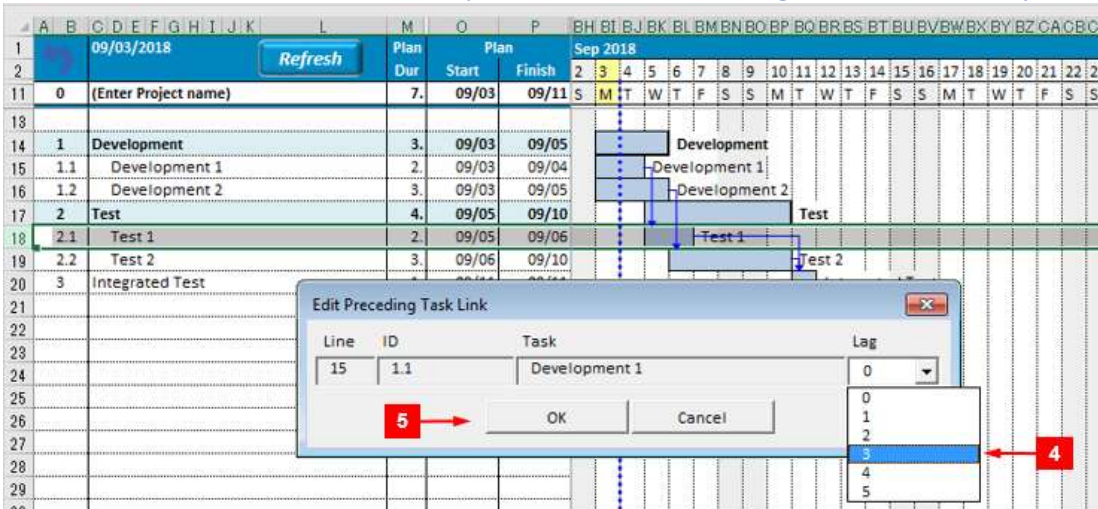 A B C D E F G H I J K L M O P BH BI BJ BK BL BM BN BO BP BQ BR BS BT BU BV BW BX BY BZ CA CB C
1 09/03/2018 Refresh Plan Plan Sep 2018
2 Dur Start Finish 2 3 4 5 6 7 8 9 10 11 12 13 14 15 16 17 18 19 20 21 22 2
11 0 (Enter Project name) 7. 09/03 09/11 S M T W T F S S M T W T F S S M T W T F S S
13
14 1 Development 3. 09/03 09/05 Development
15 1.1 Development 1 2. 09/03 09/04 Development 1
16 1.2 Development 2 3. 09/03 09/05 Development 2
17 2 Test 4. 09/05 09/10 Test
18 2.1 Test 1 2. 09/05 09/06 Test 1
19 2.2 Test 2 3. 09/06 09/10 Test 2
20 3 Integrated Test
21
22
23
24
25
26
27
28
29
Edit Preceding Task Link
Line ID Task Lag
15 1.1 Development 1 0
5 OK Cancel
0
1
2
3
4
5
4